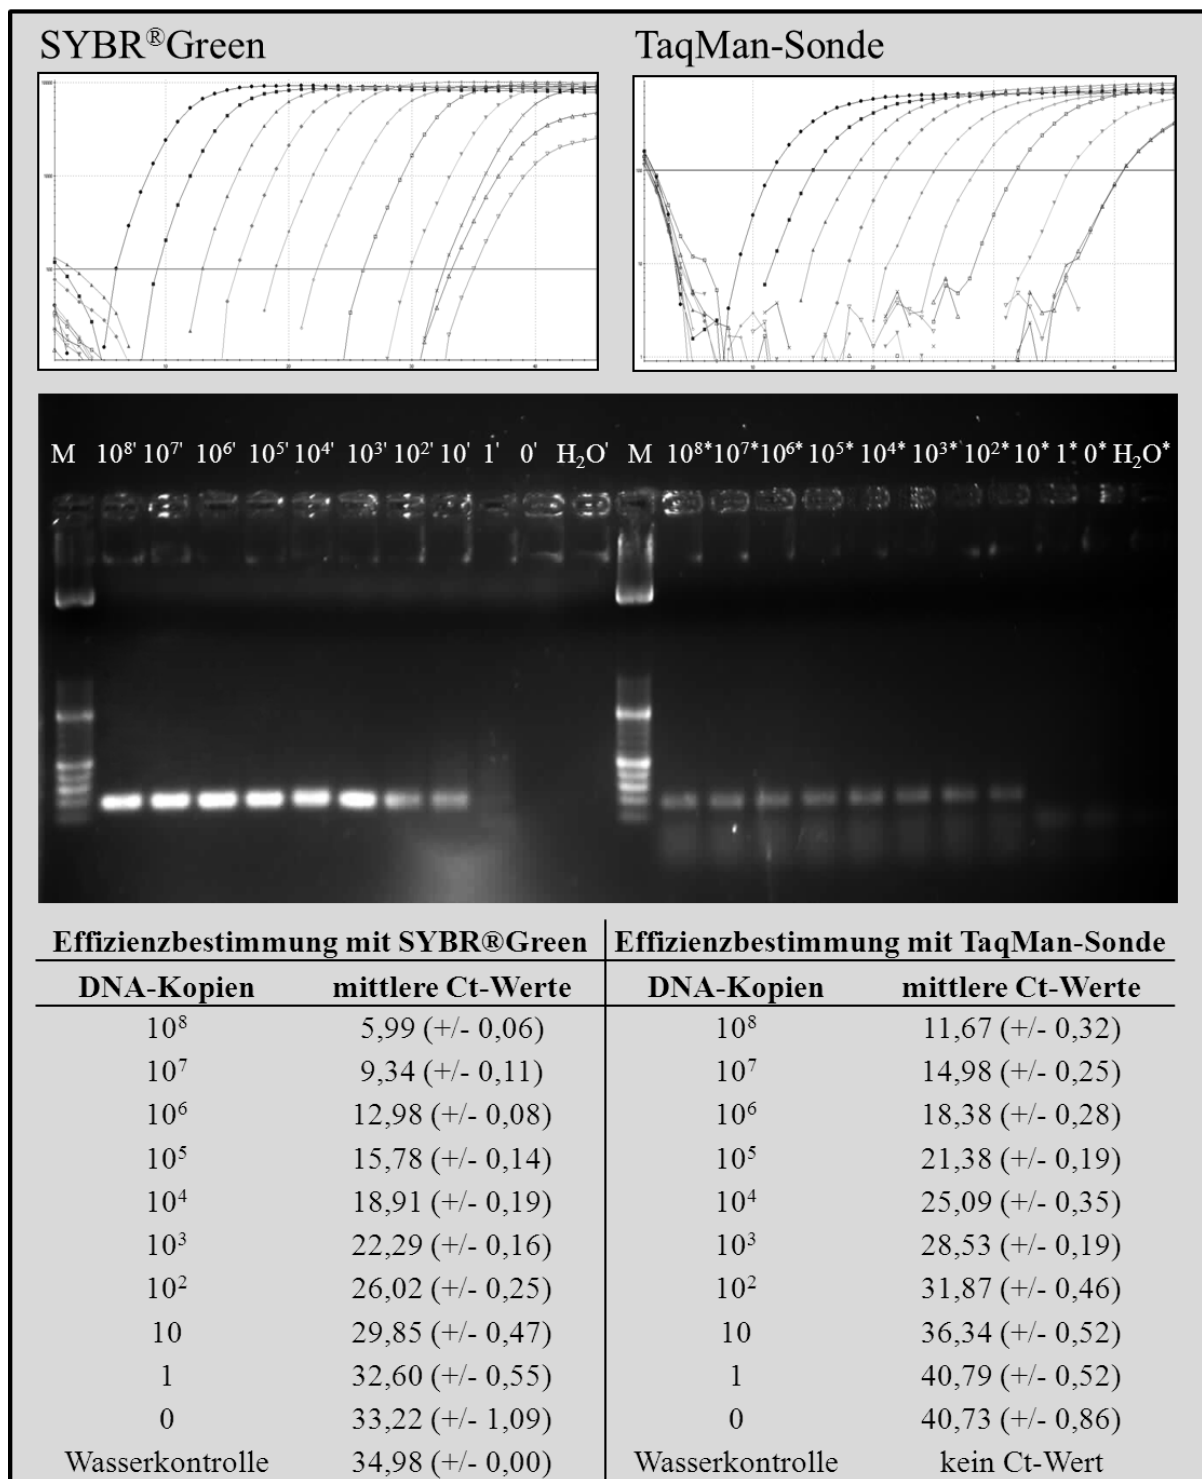 SYBR®Green
TaqMan-Sonde
M 10⁸' 10⁷' 10⁶' 10⁵' 10⁴' 10³' 10²' 10' 1' 0' H₂O' M 10⁸* 10⁷* 10⁶* 10⁵* 10⁴* 10³* 10²* 10* 1* 0* H₂O*
Effizienzbestimmung mit SYBR®Green Effizienzbestimmung mit TaqMan-Sonde
DNA-Kopien mittlere Ct-Werte DNA-Kopien mittlere Ct-Werte
10⁸ 5,99 (+/- 0,06) 10⁸ 11,67 (+/- 0,32)
10⁷ 9,34 (+/- 0,11) 10⁷ 14,98 (+/- 0,25)
10⁶ 12,98 (+/- 0,08) 10⁶ 18,38 (+/- 0,28)
10⁵ 15,78 (+/- 0,14) 10⁵ 21,38 (+/- 0,19)
10⁴ 18,91 (+/- 0,19) 10⁴ 25,09 (+/- 0,35)
10³ 22,29 (+/- 0,16) 10³ 28,53 (+/- 0,19)
10² 26,02 (+/- 0,25) 10² 31,87 (+/- 0,46)
10 29,85 (+/- 0,47) 10 36,34 (+/- 0,52)
1 32,60 (+/- 0,55) 1 40,79 (+/- 0,52)
0 33,22 (+/- 1,09) 0 40,73 (+/- 0,86)
Wasserkontrolle 34,98 (+/- 0,00) Wasserkontrolle kein Ct-Wert